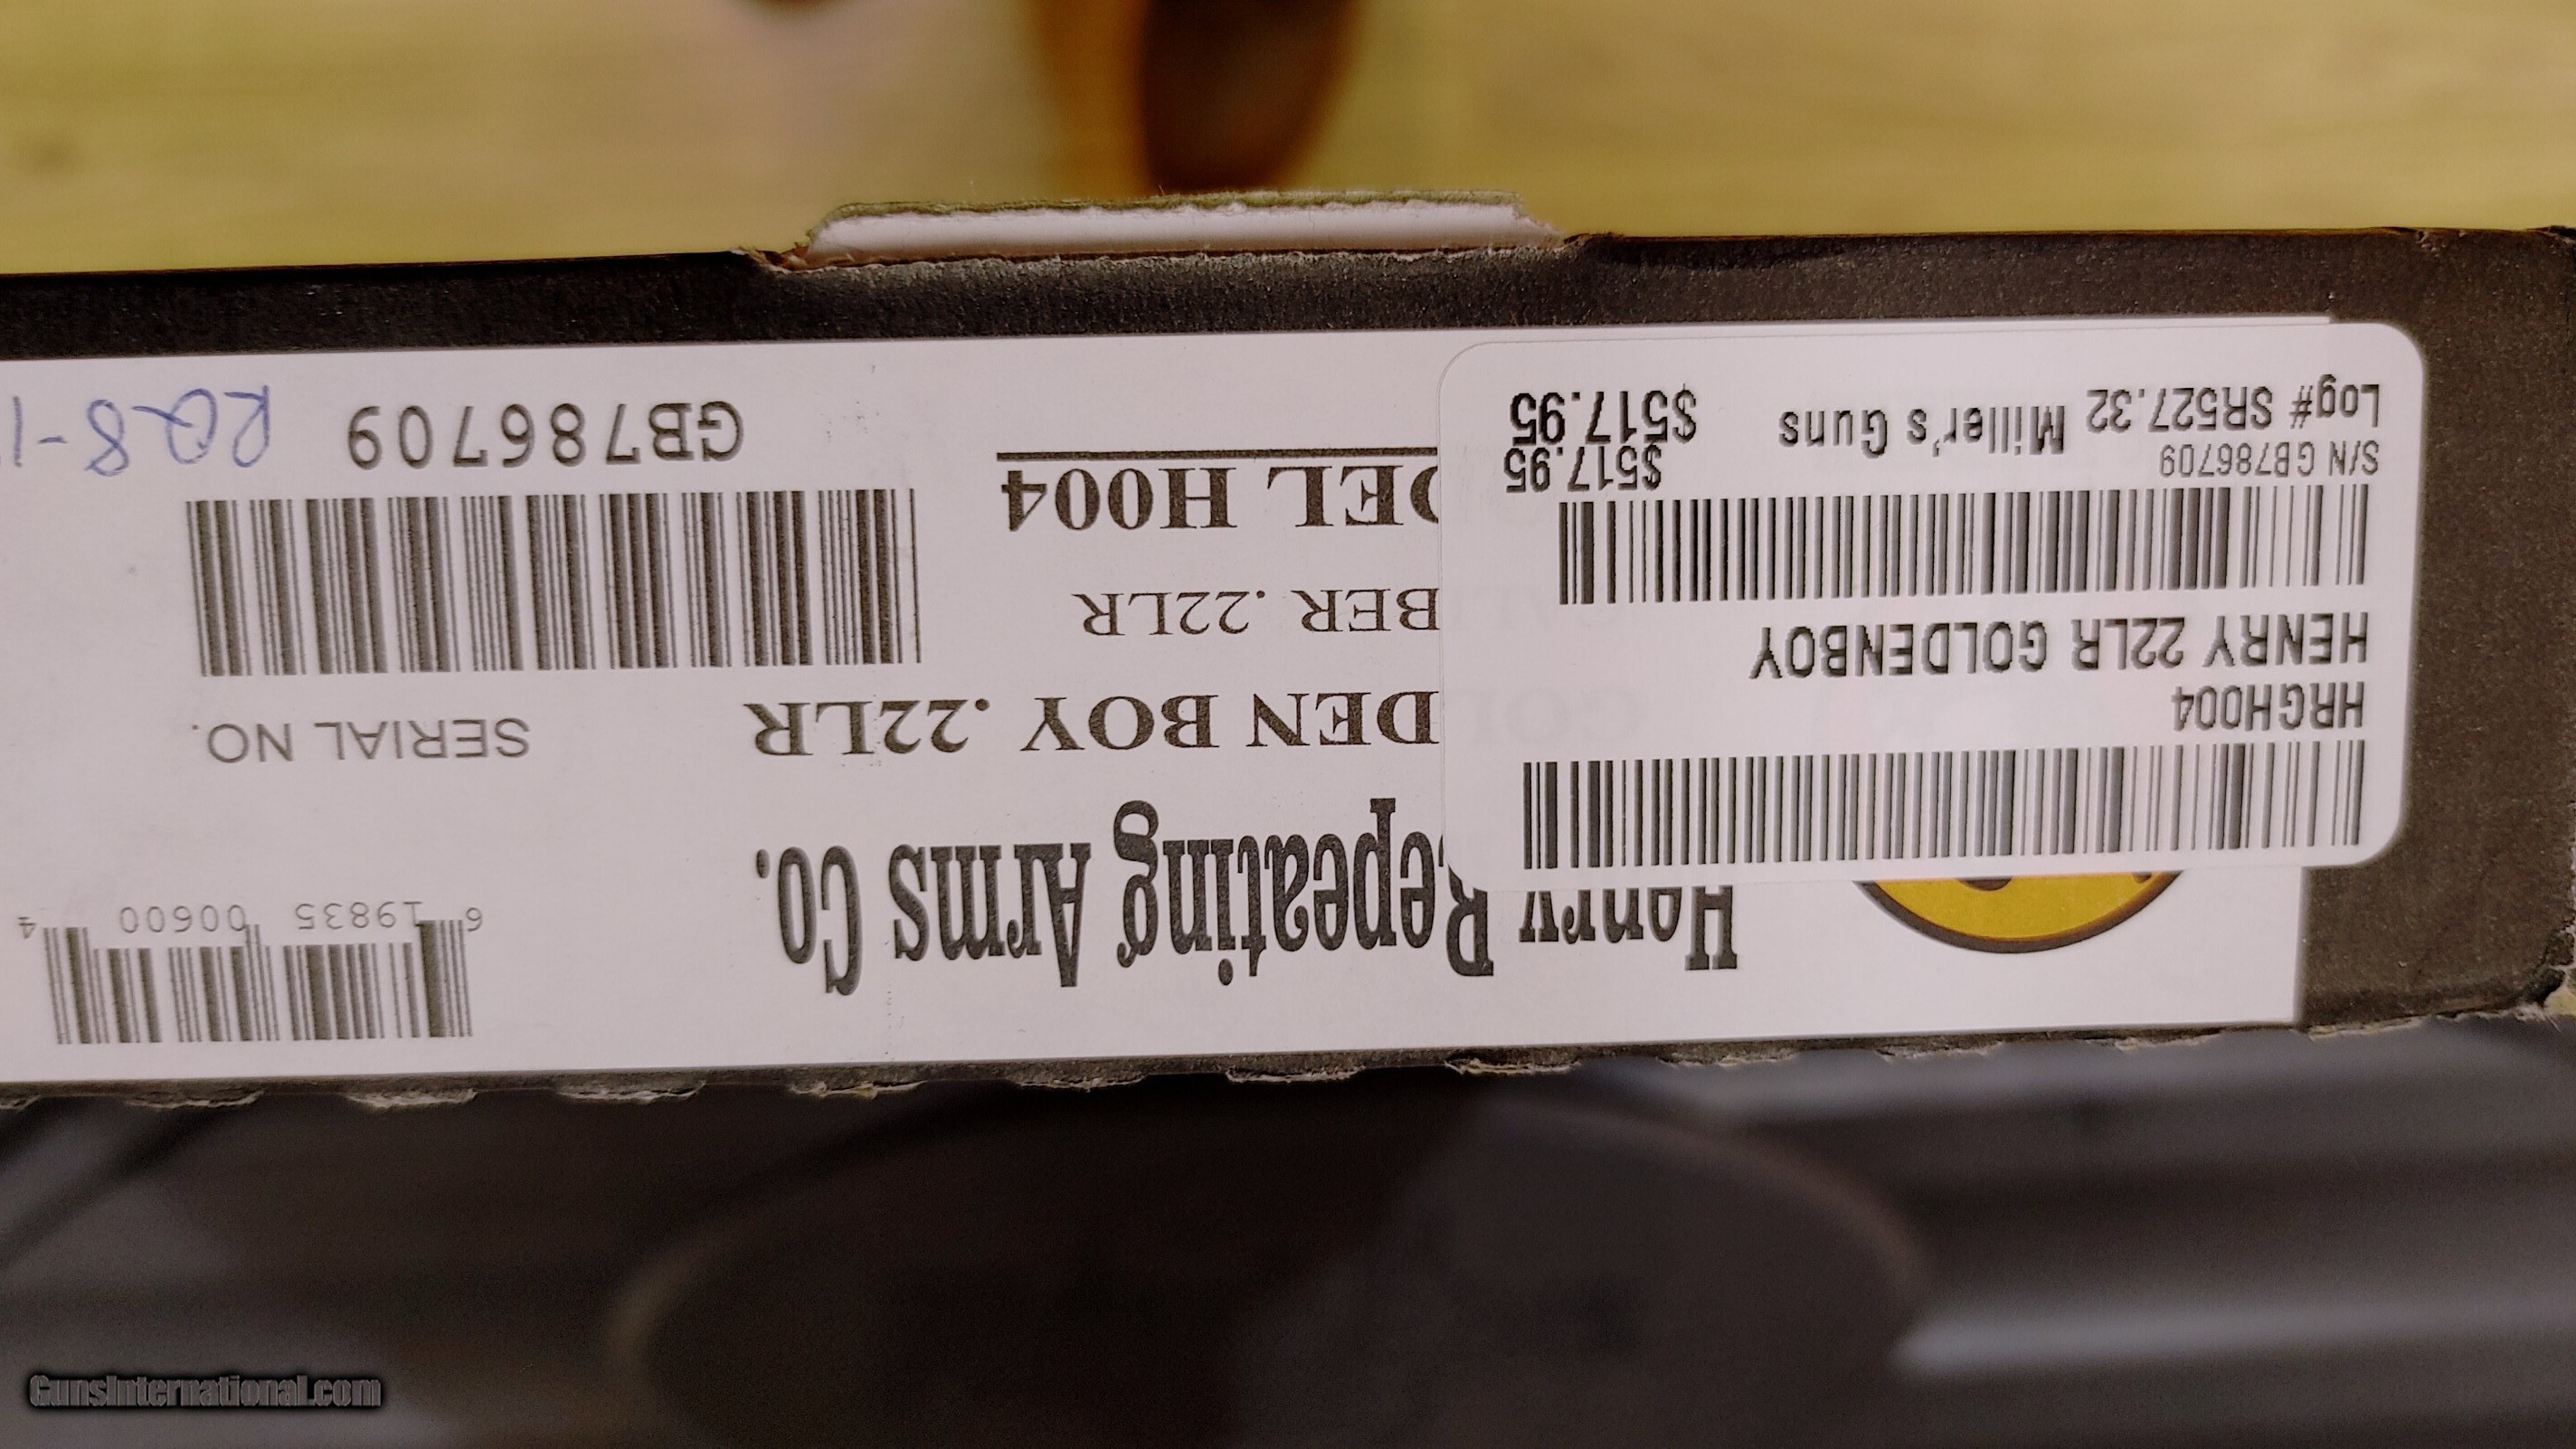 Henry Repeating Arms Co.
DEN BOY .22LR
BER .22LR
DEL H004
6 19835 00600 4
SERIAL NO.
GB786709
HRGH004
HENRY 22LR GOLDENBOY
S/N GB786709
$517.95
Log# SR527.32 Miller's Guns $517.95
GunsInternational.com